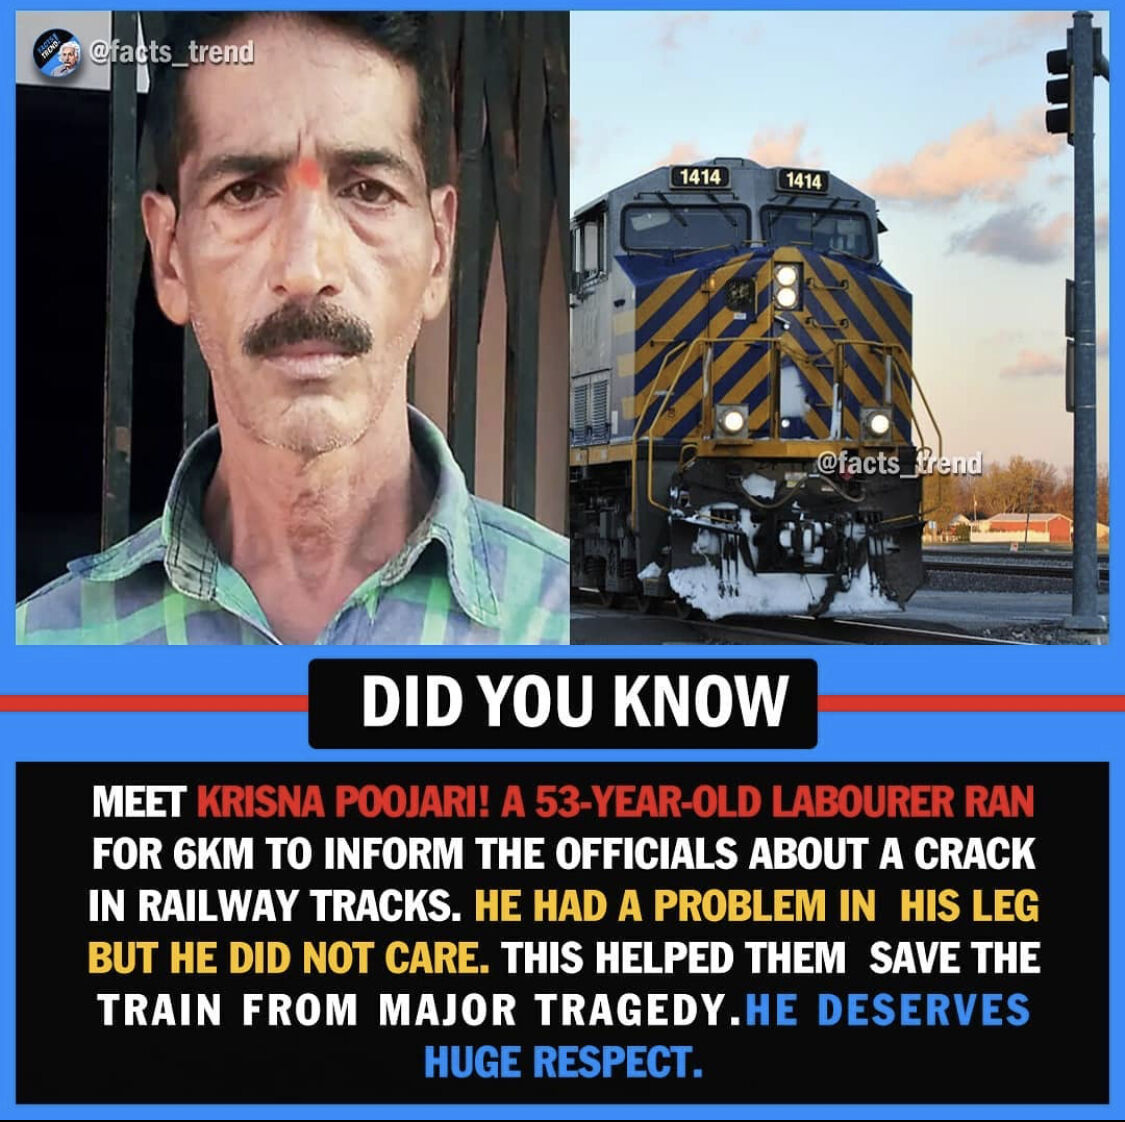 @facts_trend
1414
1414
@facts_trend
DID YOU KNOW
MEET KRISNA POOJARI! A 53-YEAR-OLD LABOURER RAN
FOR 6KM TO INFORM THE OFFICIALS ABOUT A CRACK
IN RAILWAY TRACKS. HE HAD A PROBLEM IN HIS LEG
BUT HE DID NOT CARE. THIS HELPED THEM SAVE THE
TRAIN FROM MAJOR TRAGEDY.HE DESERVES
HUGE RESPECT.